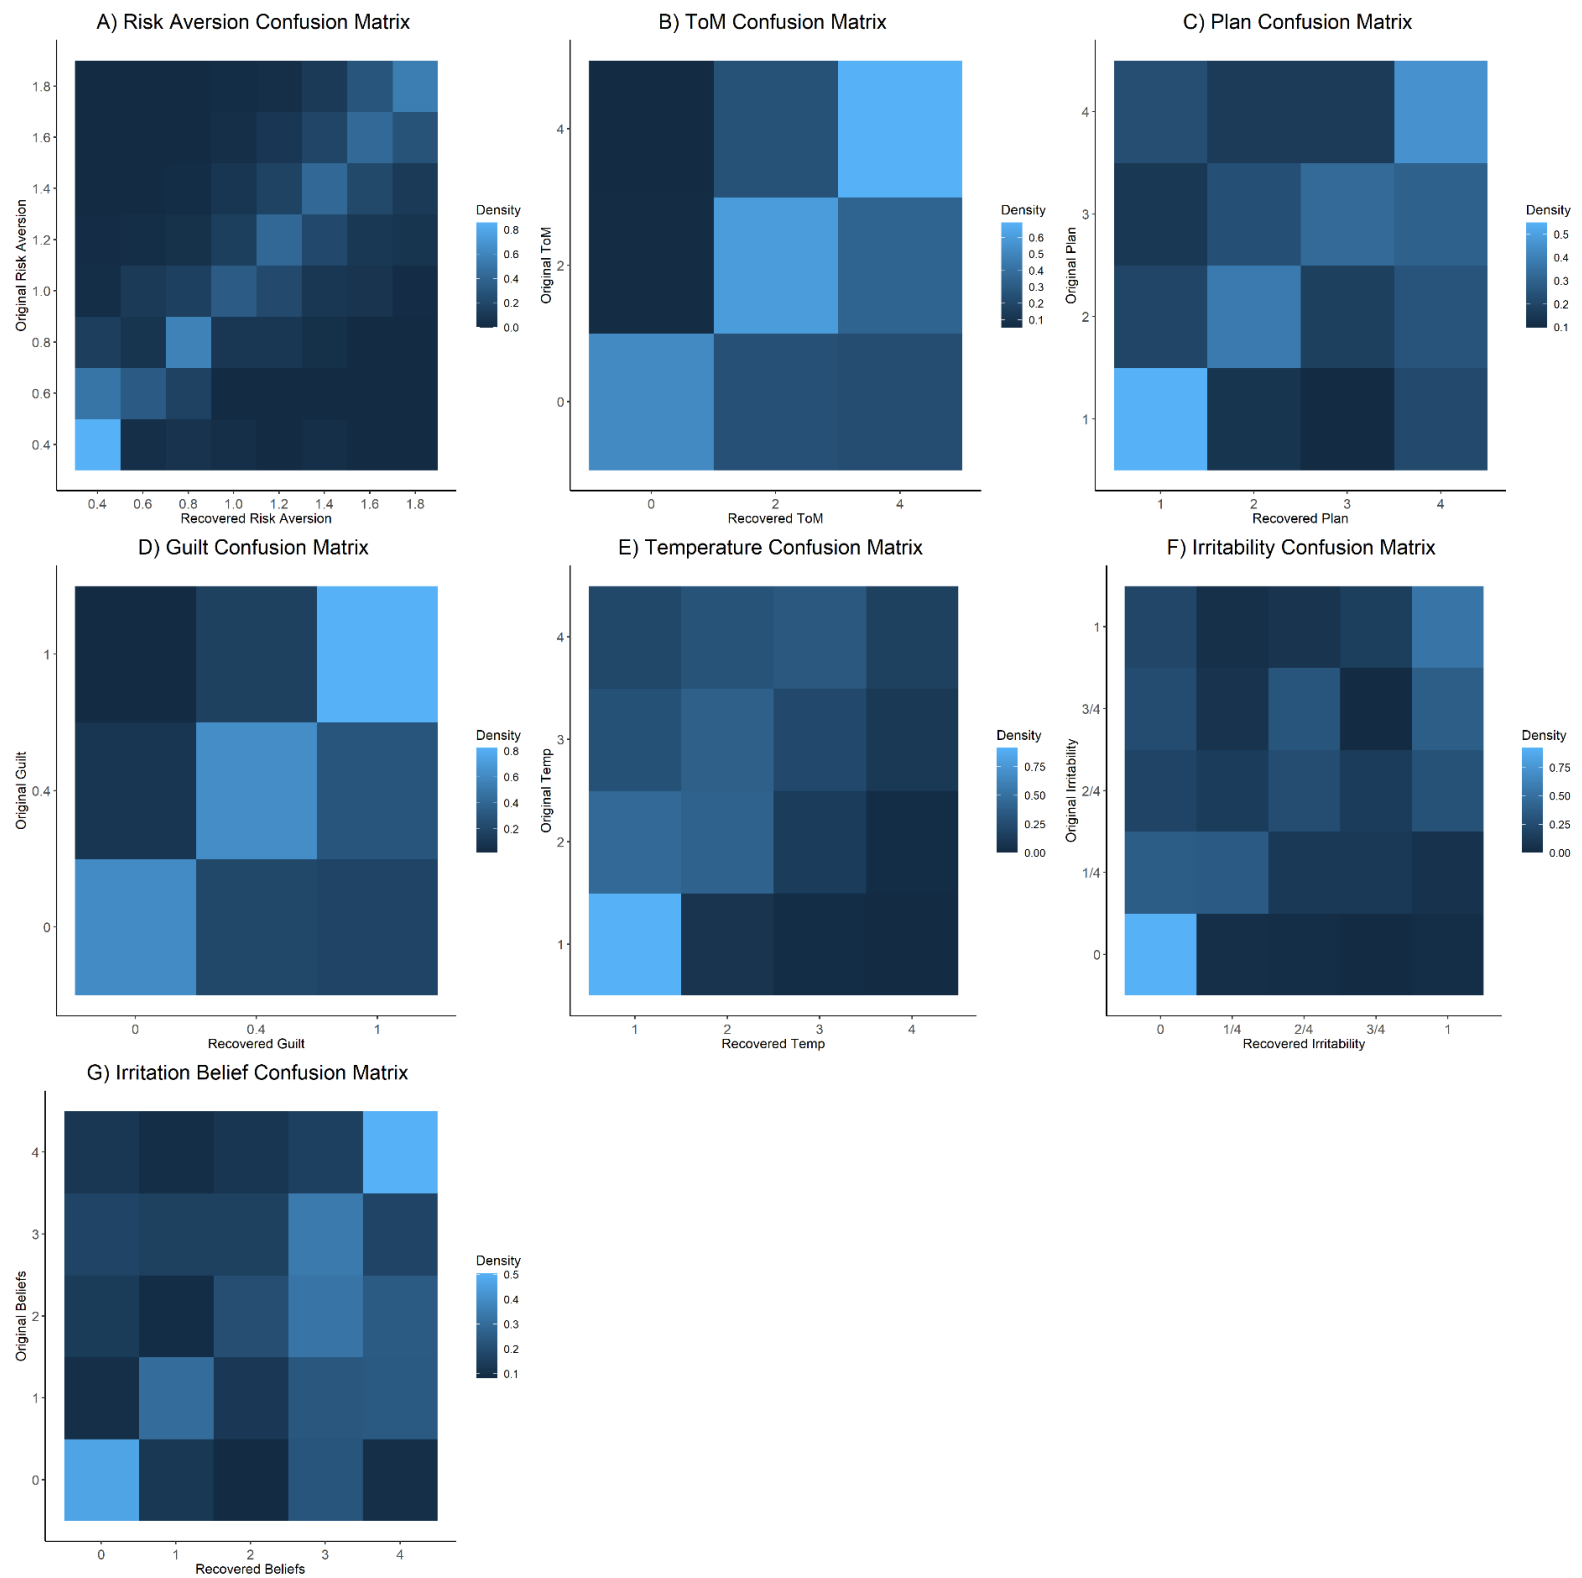 A) Risk Aversion Confusion Matrix
Original Risk Aversion
1.8
1.6
1.4
1.2
1.0
0.8
0.6
0.4
0.4 0.6 0.8 1.0 1.2 1.4 1.6 1.8
Recovered Risk Aversion
Density
0.8
0.6
0.4
0.2
0.0
B) ToM Confusion Matrix
Original ToM
4
2
0
0 2 4
Recovered ToM
Density
0.6
0.5
0.4
0.3
0.2
0.1
C) Plan Confusion Matrix
Original Plan
4
3
2
1
1 2 3 4
Recovered Plan
Density
0.5
0.4
0.3
0.2
0.1
D) Guilt Confusion Matrix
Original Guilt
1
0.4
0
0 0.4 1
Recovered Guilt
Density
0.8
0.6
0.4
0.2
E) Temperature Confusion Matrix
Original Temp
4
3
2
1
1 2 3 4
Recovered Temp
Density
0.75
0.50
0.25
0.00
F) Irritability Confusion Matrix
Original Irritability
1
3/4
2/4
1/4
0
0 1/4 2/4 3/4 1
Recovered Irritability
Density
0.75
0.50
0.25
0.00
G) Irritation Belief Confusion Matrix
Original Beliefs
4
3
2
1
0
0 1 2 3 4
Recovered Beliefs
Density
0.5
0.4
0.3
0.2
0.1